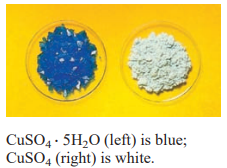 CuSO₄ · 5H₂O (left) is blue;
CuSO₄ (right) is white.